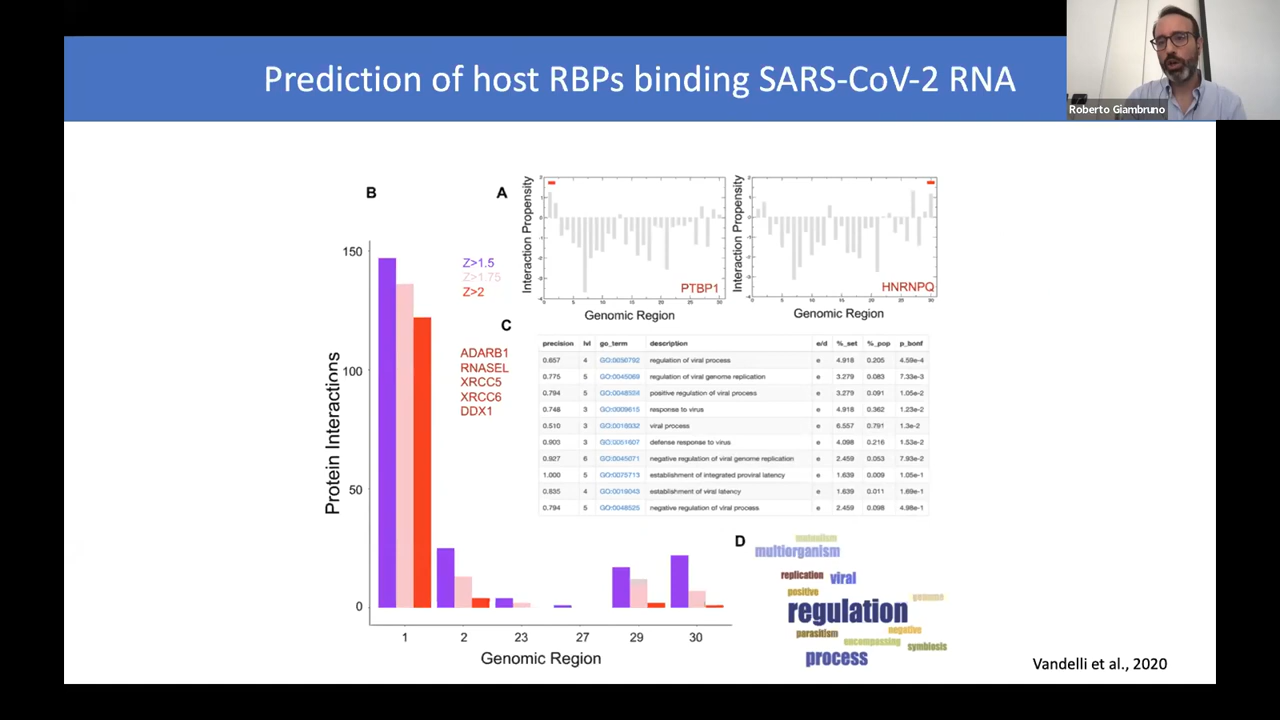 Prediction of host RBPs binding SARS-CoV-2 RNA
Roberto Giambruno
B
Protein Interactions
150
100
50
0
Z>1.5
Z>1.75
Z>2
ADARB1
RNASEL
XRCC5
XRCC6
DDX1
1 2 23 27 29 30
Genomic Region
A
Interaction Propensity
PTBP1
Genomic Region
Interaction Propensity
HNRNPQ
Genomic Region
C
precision lvl go_term description e/d %_set %_pop p_bonf
0.657 4 GO:0050792 regulation of viral process e 4.918 0.205 4.59e-4
0.775 5 GO:0045069 regulation of viral genome replication e 3.279 0.083 7.33e-3
0.794 5 GO:0048524 positive regulation of viral process e 3.279 0.091 1.05e-2
0.748 3 GO:0009615 response to virus e 4.918 0.362 1.23e-2
0.510 3 GO:0016032 viral process e 6.557 0.791 1.3e-2
0.903 3 GO:0051607 defense response to virus e 4.098 0.216 1.53e-2
0.927 6 GO:0045071 negative regulation of viral genome replication e 2.459 0.053 7.93e-2
1.000 5 GO:0075713 establishment of integrated proviral latency e 1.639 0.009 1.05e-1
0.835 4 GO:0019043 establishment of viral latency e 1.639 0.011 1.69e-1
0.794 5 GO:0048525 negative regulation of viral process e 2.459 0.098 4.98e-1
D
mutualism
multiorganism
replication viral
positive
genome
regulation
parasitism
negative
encompassing
symbiosis
process
Vandelli et al., 2020